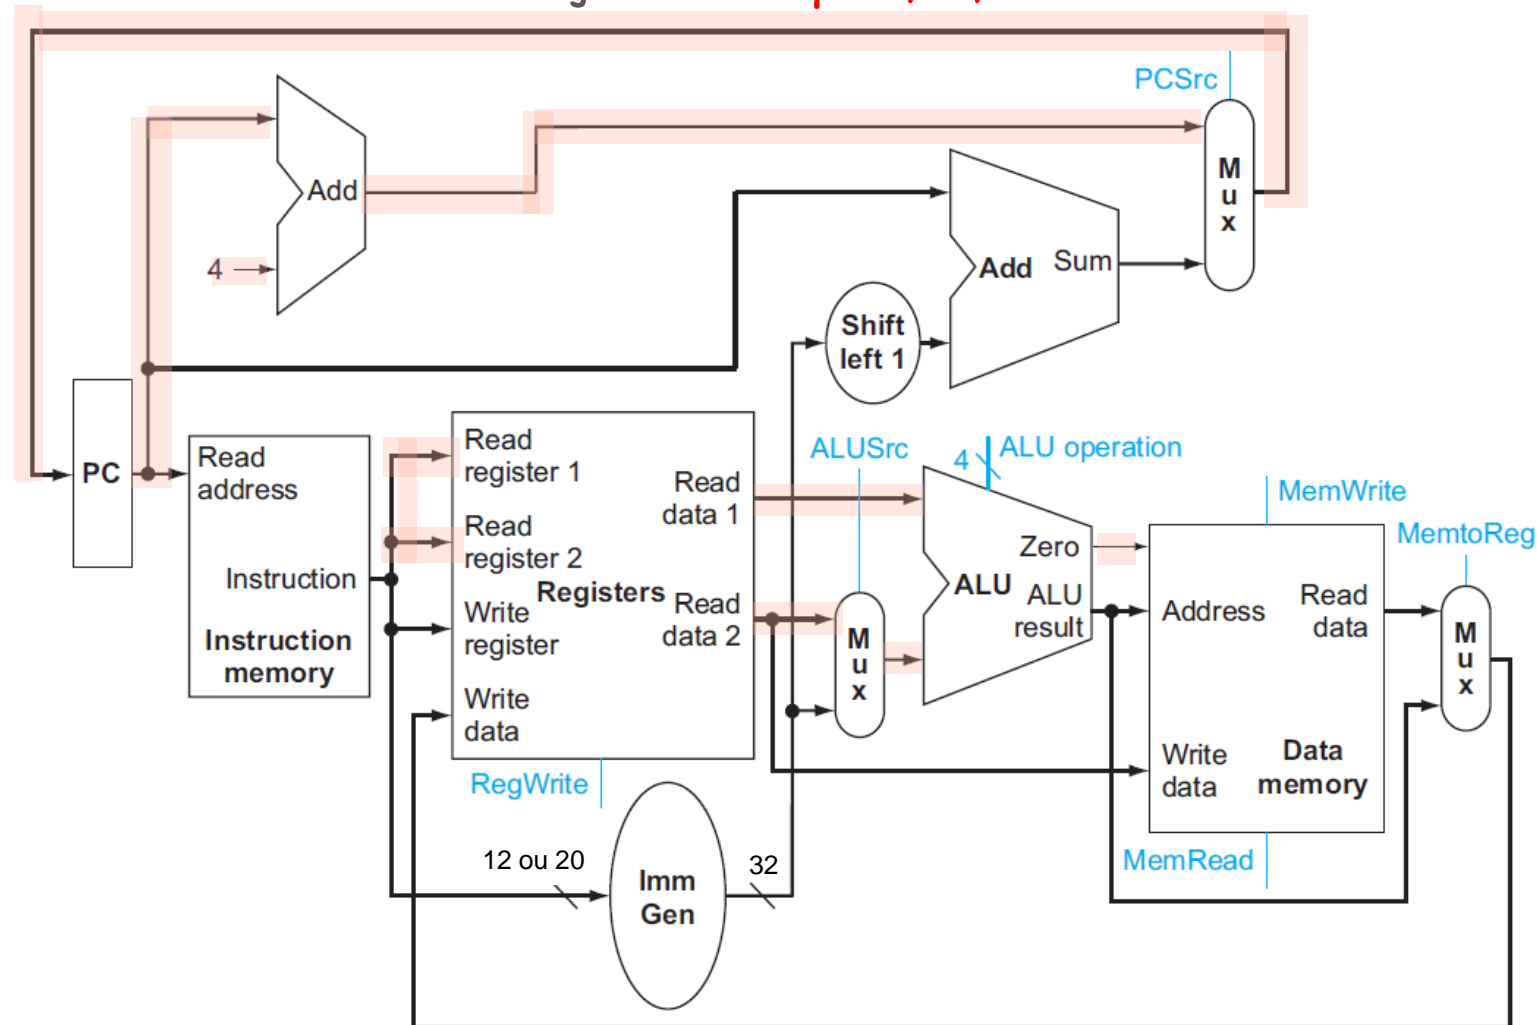 PCSrc
M
u
x
Add
4
Add Sum
Shift
left 1
PC
Read
address
Instruction
Instruction
memory
Read
register 1
Read
register 2
Write
register
Write
data
Registers
Read
data 1
Read
data 2
RegWrite
ALUSrc
M
u
x
4
ALU operation
Zero
ALU
ALU
result
MemWrite
MemtoReg
Address
Read
data
Write
data
Data
memory
MemRead
M
u
x
12 ou 20
Imm
Gen
32